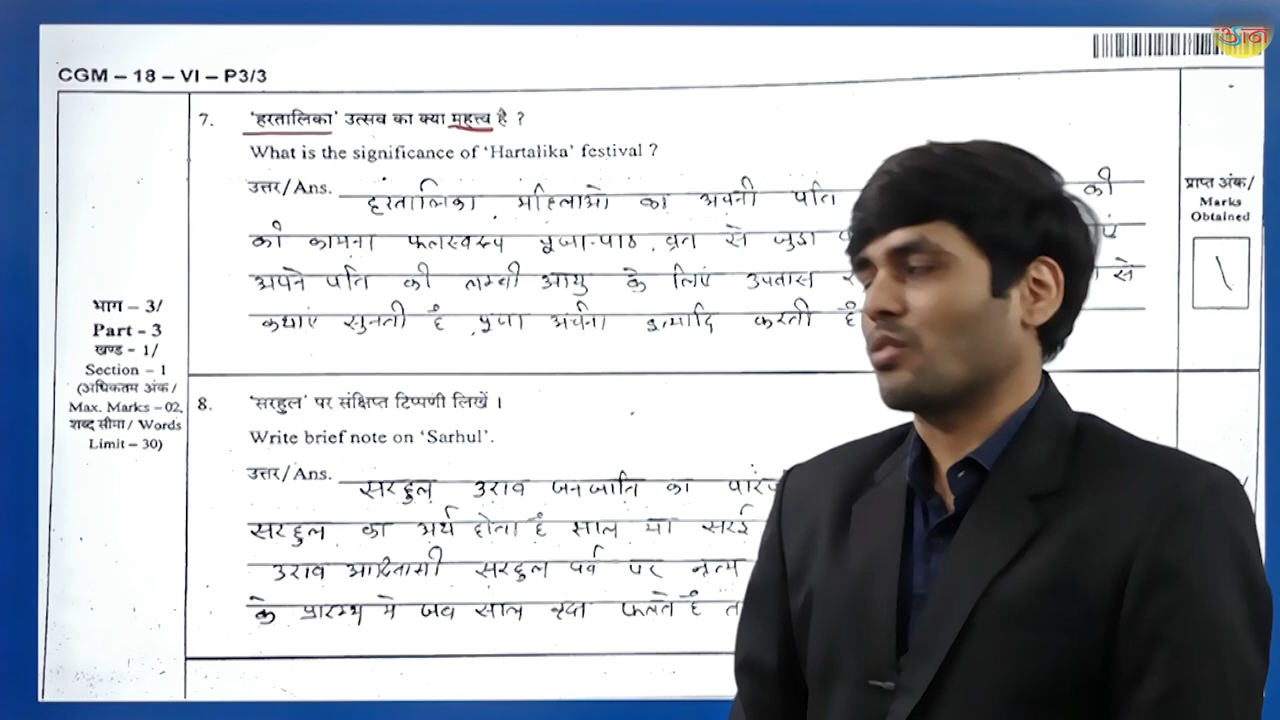 ज्ञान
CGM – 18 – VI – P3/3
7. 'हरतालिका' उत्सव का क्या महत्त्व है ?
What is the significance of 'Hartalika' festival ?
उत्तर/Ans. हरतालिका महिलाओ का अपनी पति की
की कामना फलस्वरूप पूजा-पाठ, व्रत से जुड़ा
अपने पति की लम्बी आयु के लिएं उपवास से
कथाएं सुनती है, पूजा अर्चना इत्यादि करती है
प्राप्त अंक/
Marks
Obtained
भाग – 3/
Part – 3
खण्ड - 1/
Section – 1
(अधिकतम अंक /
Max. Marks – 02,
शब्द सीमा / Words
Limit – 30)
8. 'सरहुल' पर संक्षिप्त टिप्पणी लिखें ।
Write brief note on 'Sarhul'.
उत्तर/Ans. सरहुल उराव जनजाति का
सरहुल का अर्थ होता है साल या सरई
उराव आदिवासी सरहुल पर्व पर नृत्य
के प्रारम्भ मे जब साल फलते है